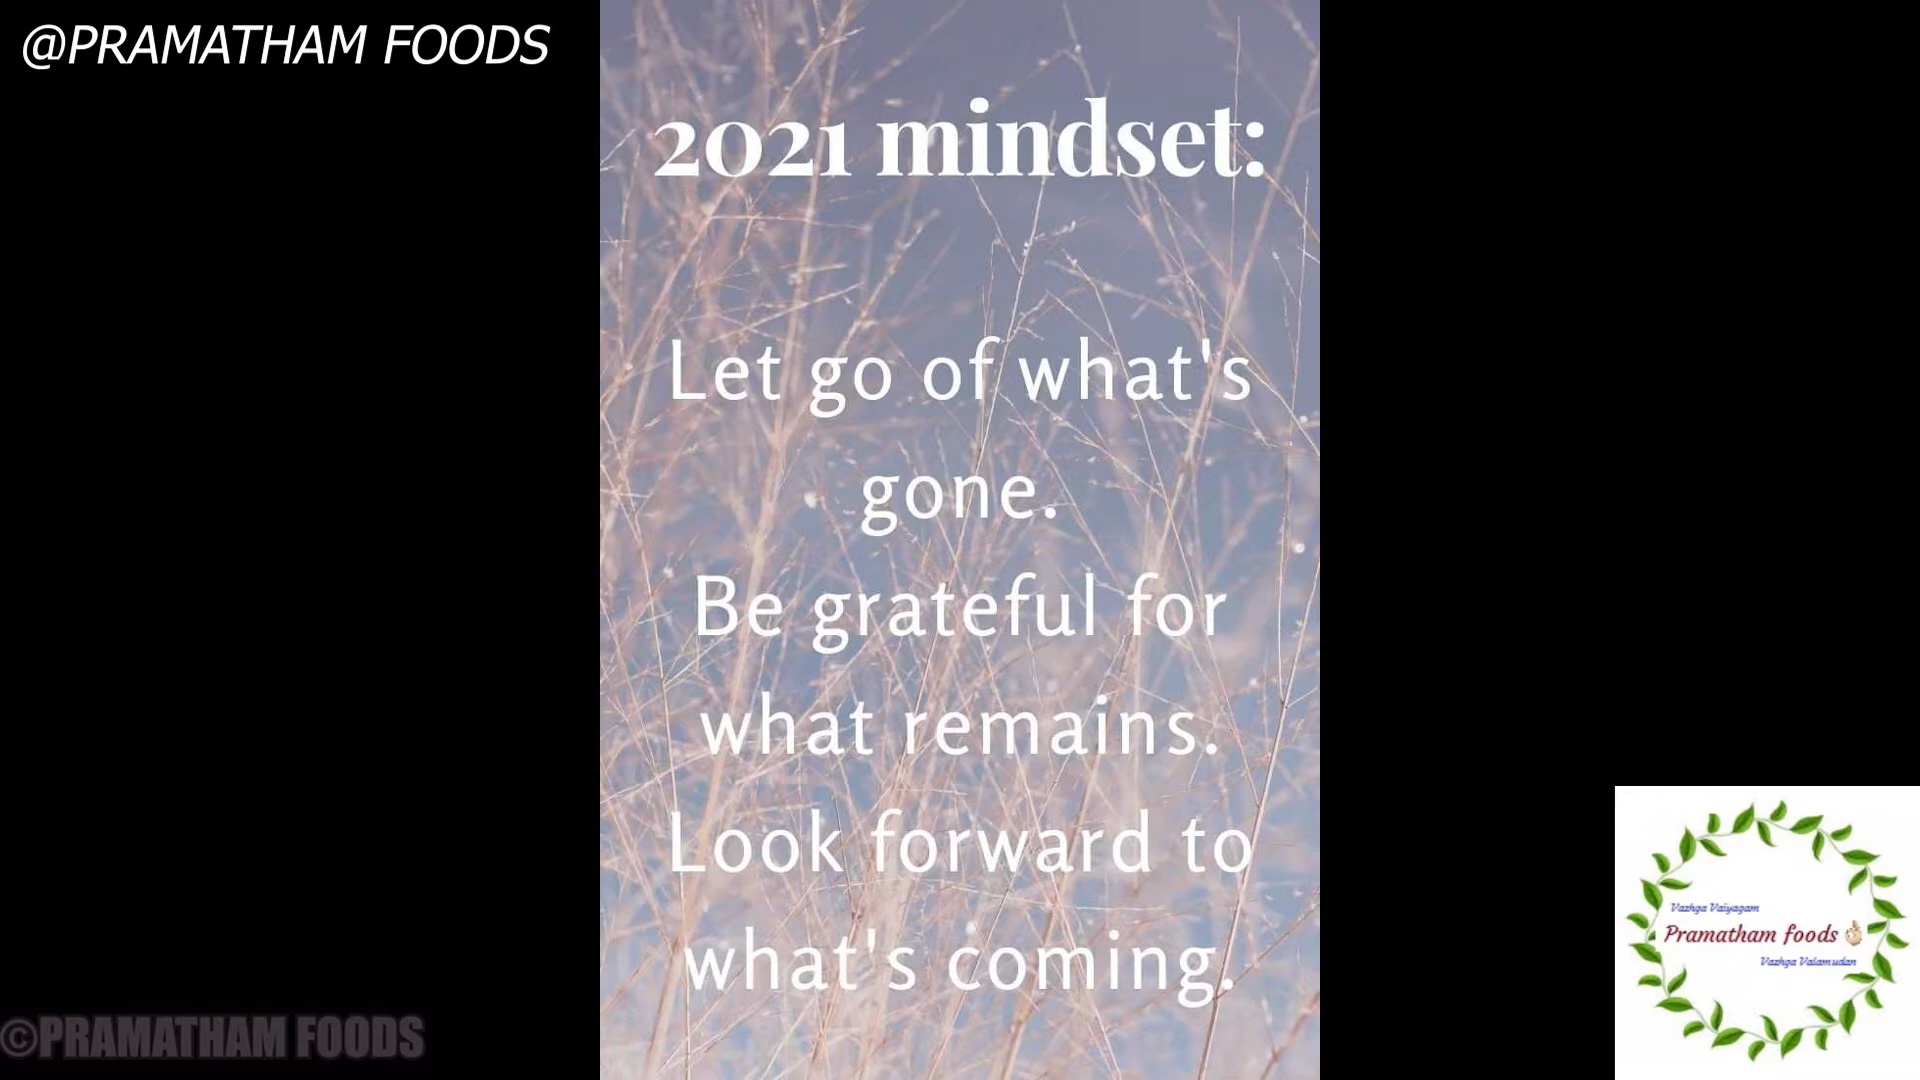 @PRAMATHAM FOODS
2021 mindset:
Let go of what's
gone.
Be grateful for
what remains.
Look forward to
what's coming.
Vazhga Vaiyagam
Pramatham foods
Vazhga Valamudan
©PRAMATHAM FOODS